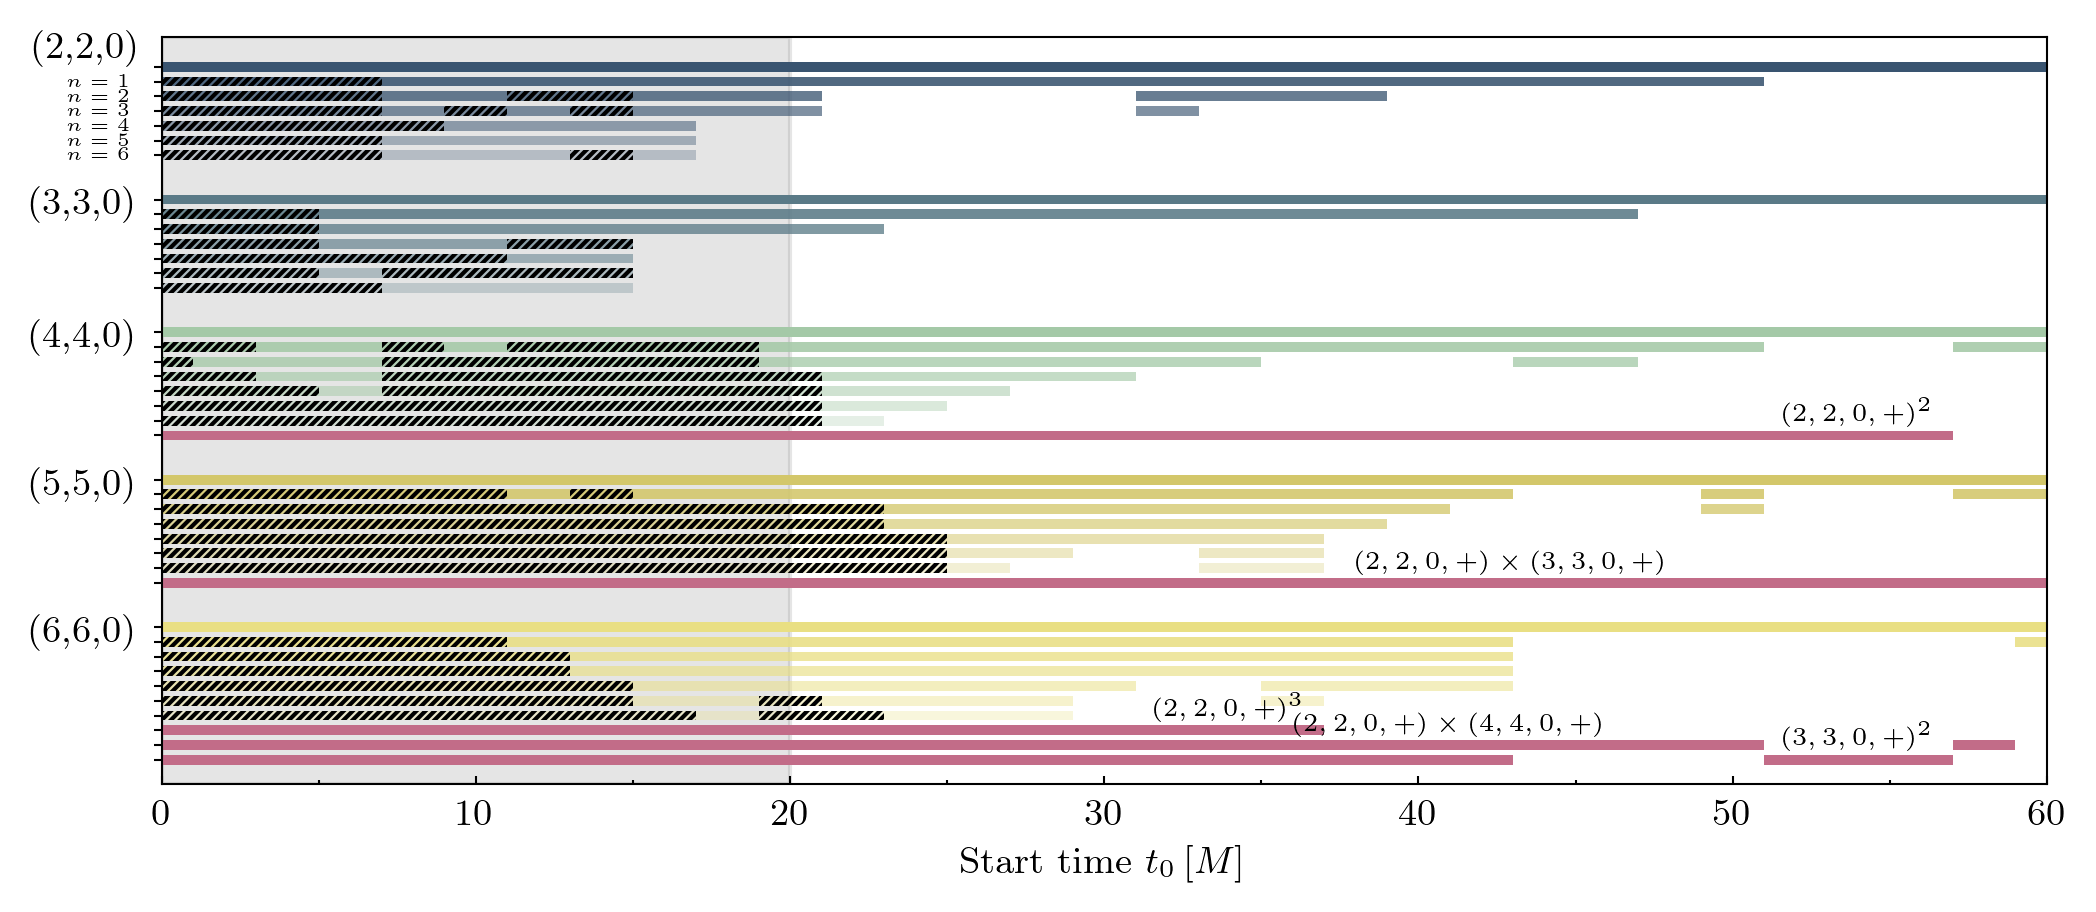 (2,2,0)
n = 1
n = 2
n = 3
n = 4
n = 5
n = 6
(3,3,0)
(4,4,0)
(2, 2, 0, +)²
(5,5,0)
(2, 2, 0, +) × (3, 3, 0, +)
(6,6,0)
(2, 2, 0, +)³
(2, 2, 0, +) × (4, 4, 0, +)
(3, 3, 0, +)²
0 10 20 30 40 50 60
Start time t₀ [M]